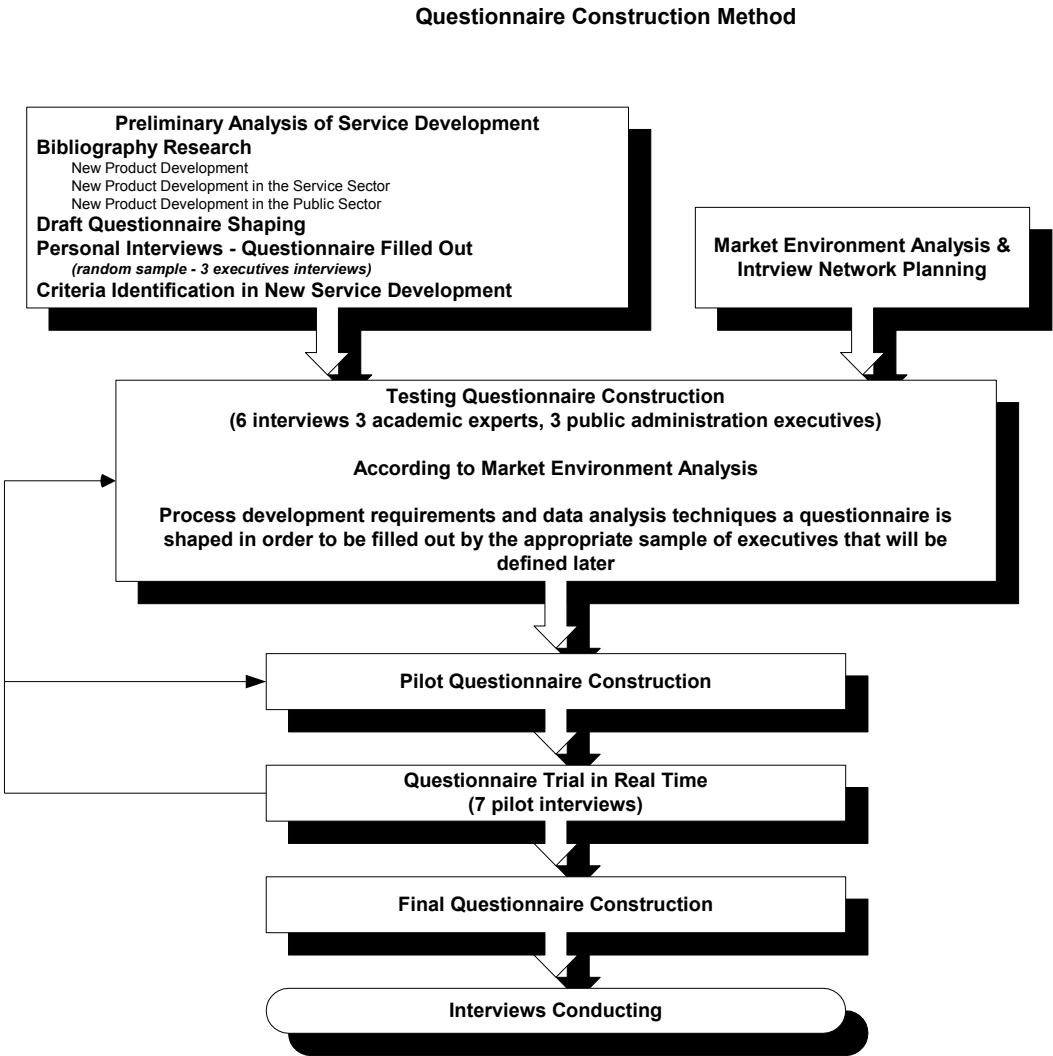 Questionnaire Construction Method
Preliminary Analysis of Service Development
Bibliography Research
New Product Development
New Product Development in the Service Sector
New Product Development in the Public Sector
Draft Questionnaire Shaping
Personal Interviews - Questionnaire Filled Out
(random sample - 3 executives interviews)
Criteria Identification in New Service Development
Market Environment Analysis &
Intrview Network Planning
Testing Questionnaire Construction
(6 interviews 3 academic experts, 3 public administration executives)
According to Market Environment Analysis
Process development requirements and data analysis techniques a questionnaire is
shaped in order to be filled out by the appropriate sample of executives that will be
defined later
Pilot Questionnaire Construction
Questionnaire Trial in Real Time
(7 pilot interviews)
Final Questionnaire Construction
Interviews Conducting